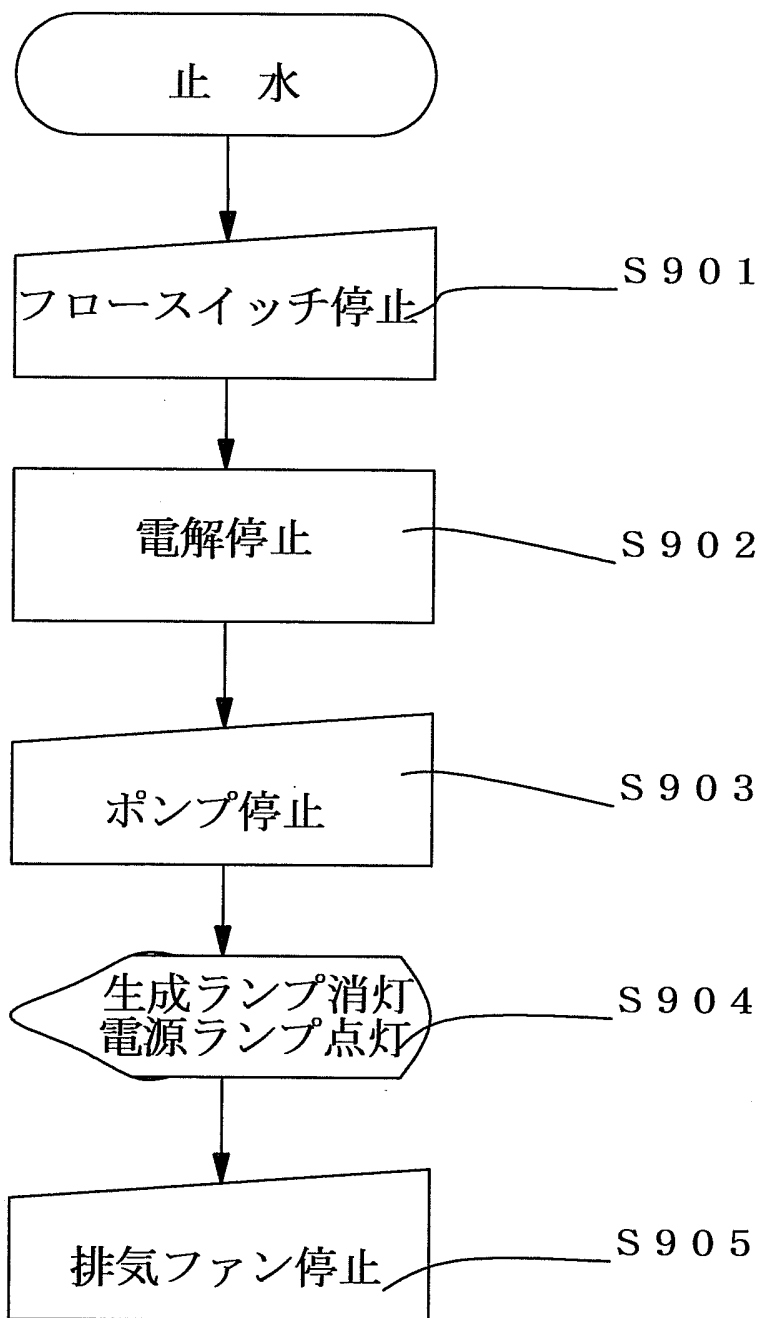 止　水
フロースイッチ停止
S901
電解停止
S902
ポンプ停止
S903
生成ランプ消灯
電源ランプ点灯
S904
排気ファン停止
S905